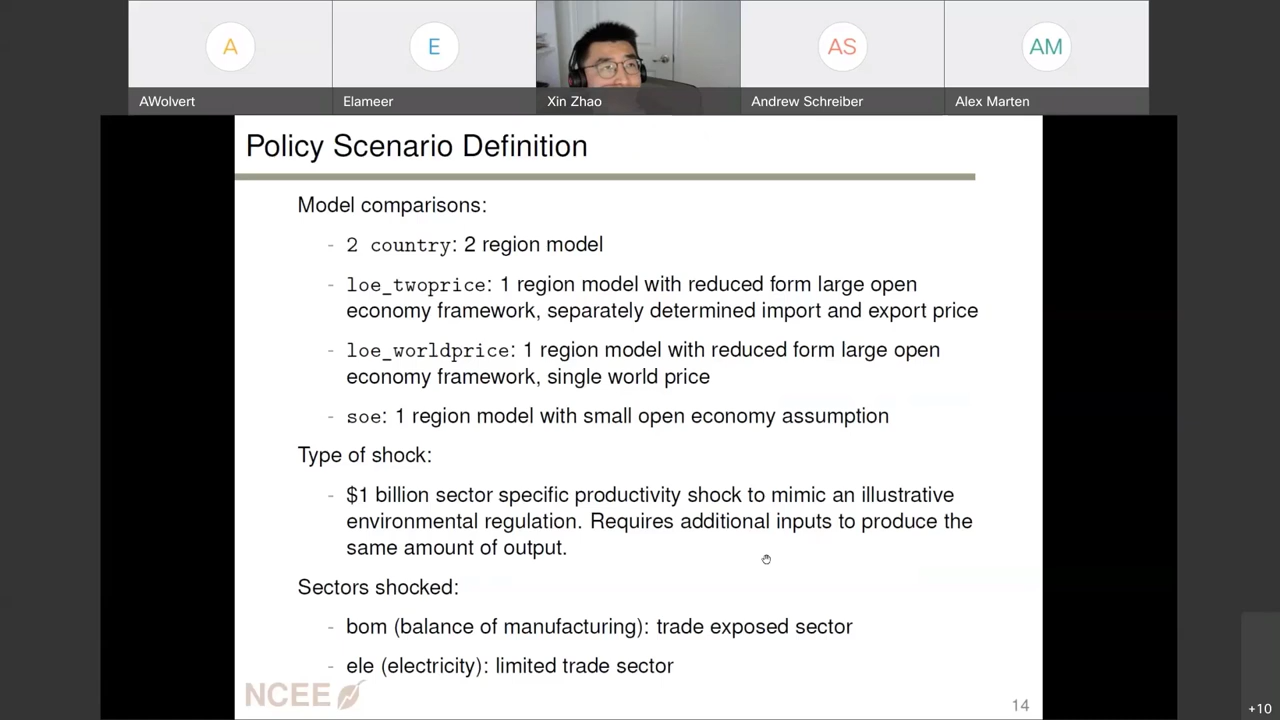 A
E
AS
AM
AWolvert
Elameer
Xin Zhao
Andrew Schreiber
Alex Marten
Policy Scenario Definition
Model comparisons:
- 2 country: 2 region model
- loe_twoprice: 1 region model with reduced form large open
economy framework, separately determined import and export price
- loe_worldprice: 1 region model with reduced form large open
economy framework, single world price
- soe: 1 region model with small open economy assumption
Type of shock:
- $1 billion sector specific productivity shock to mimic an illustrative
environmental regulation. Requires additional inputs to produce the
same amount of output.
Sectors shocked:
- bom (balance of manufacturing): trade exposed sector
- ele (electricity): limited trade sector
NCEE
14
+10